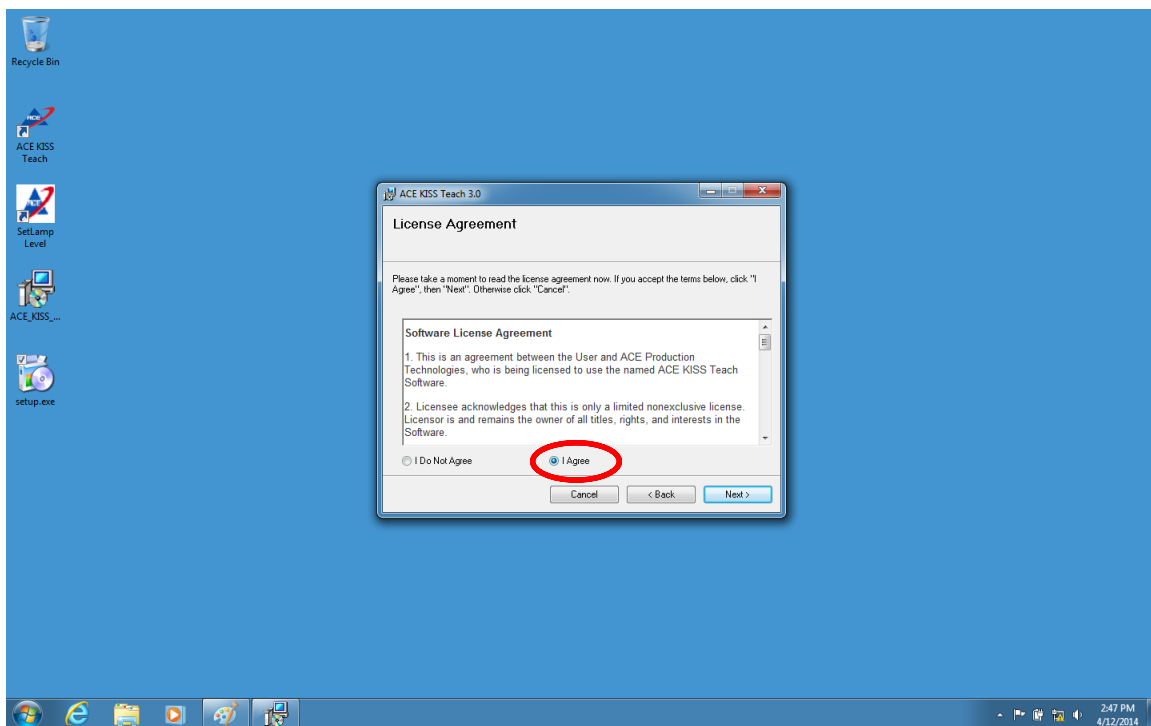 Recycle Bin
ACE
ACE KISS
Teach
ACE
SetLamp
Level
ACE_KISS_...
setup.exe
ACE KISS Teach 3.0
License Agreement
Please take a moment to read the license agreement now. If you accept the terms below, click "I
Agree", then "Next". Otherwise click "Cancel".
Software License Agreement
1. This is an agreement between the User and ACE Production
Technologies, who is being licensed to use the named ACE KISS Teach
Software.
2. Licensee acknowledges that this is only a limited nonexclusive license.
Licensor is and remains the owner of all titles, rights, and interests in the
Software.
I Do Not Agree
I Agree
Cancel
< Back
Next >
2:47 PM
4/12/2014